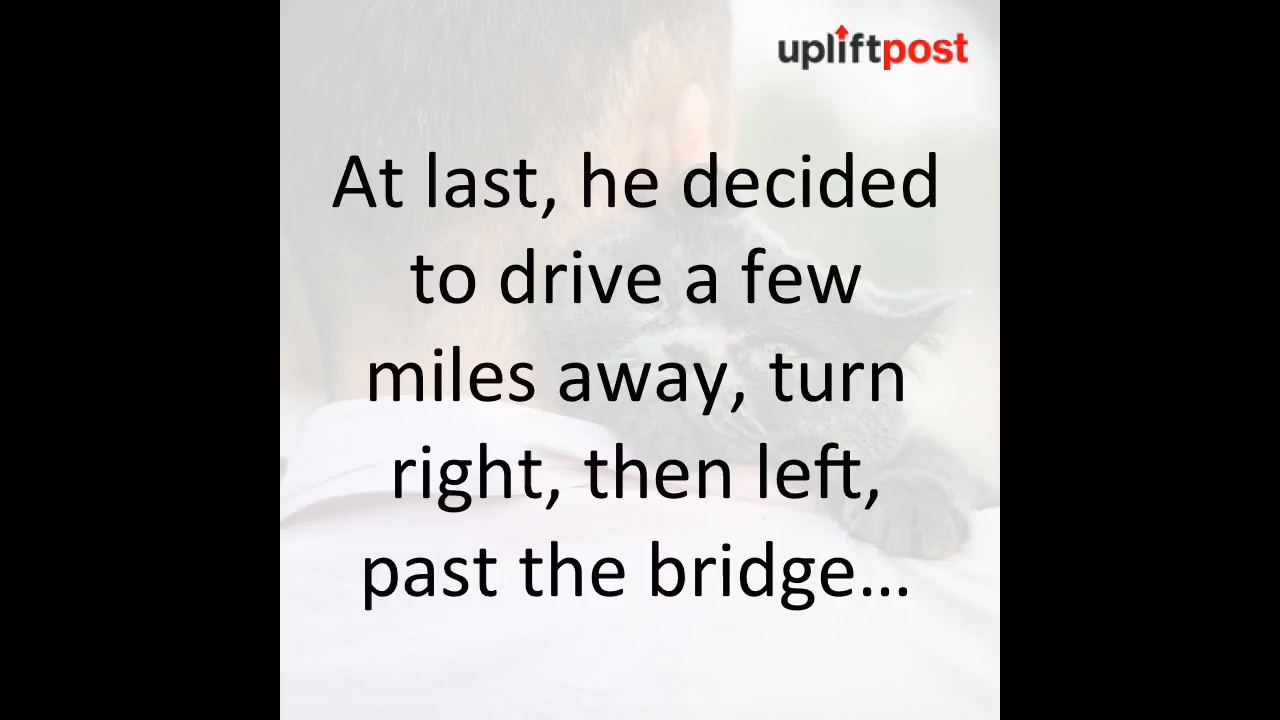 upliftpost
At last, he decided
to drive a few
miles away, turn
right, then left,
past the bridge...